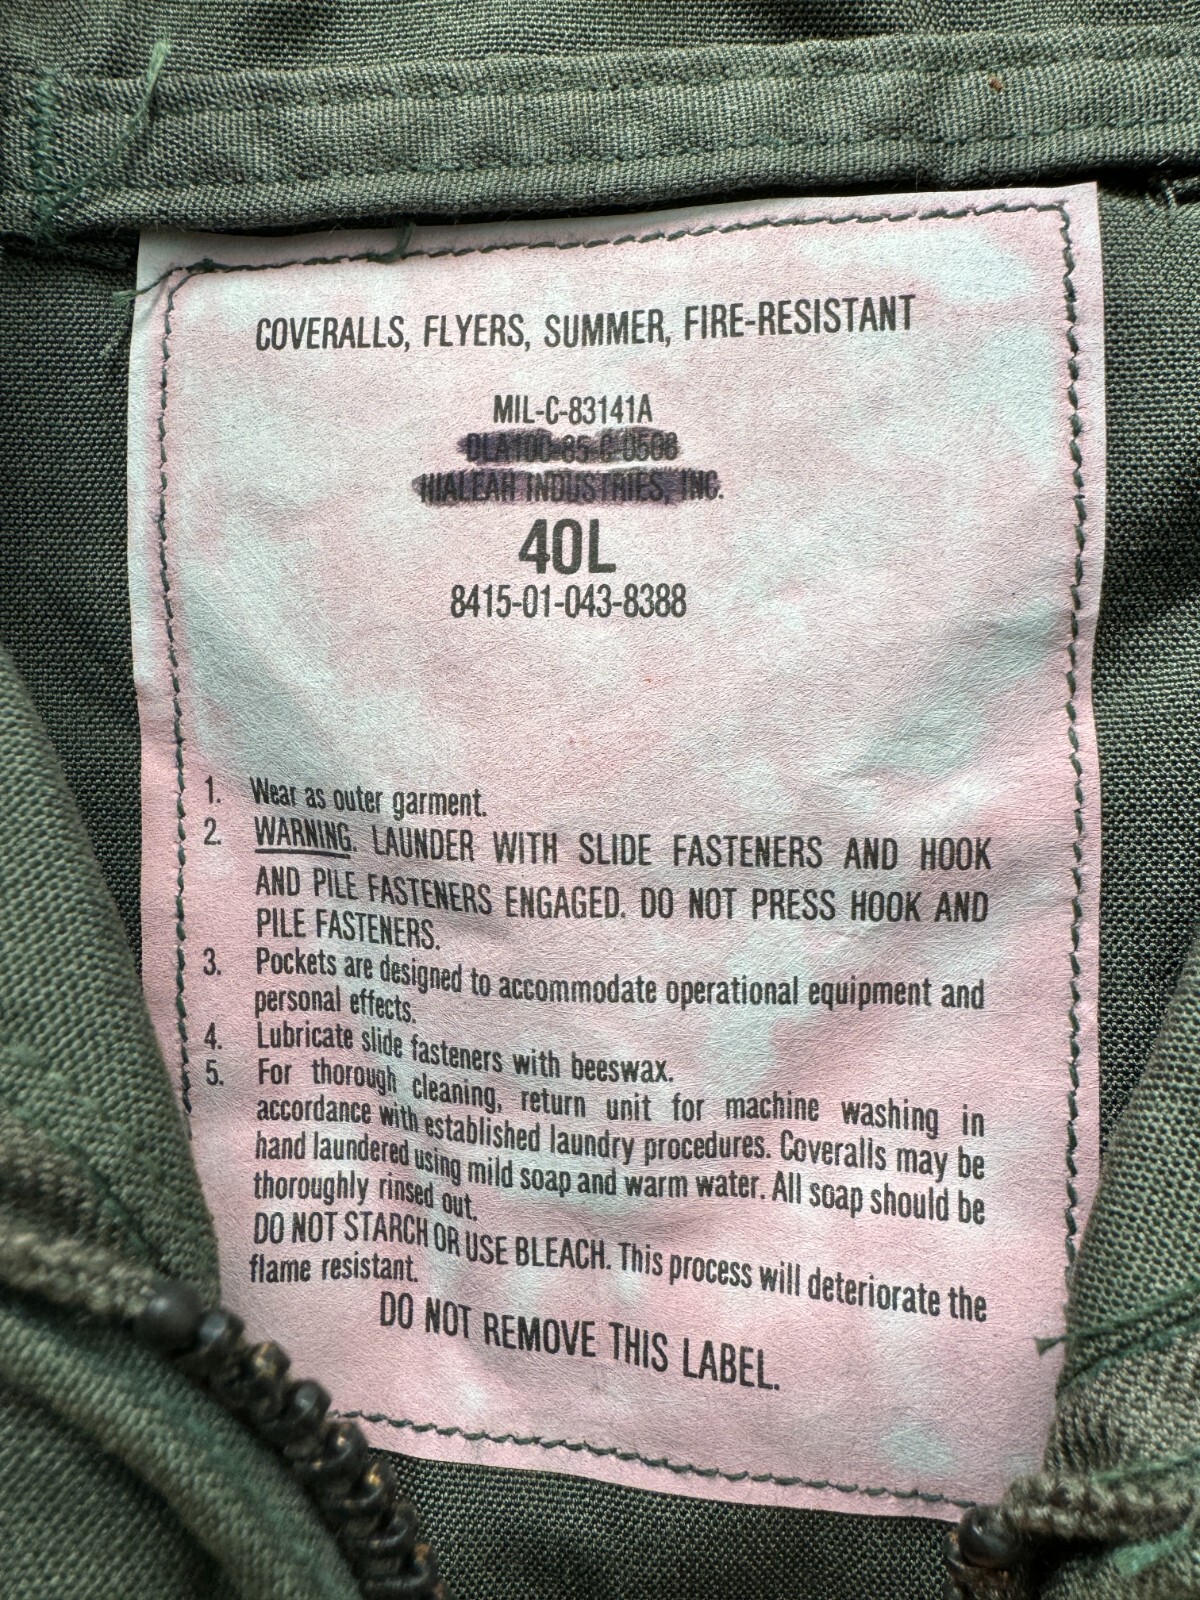 COVERALLS, FLYERS, SUMMER, FIRE-RESISTANT
MIL-C-83141A
DLA100-85-C-0506
HIALEAH INDUSTRIES, INC.
40L
8415-01-043-8388
1. Wear as outer garment.
2. WARNING. LAUNDER WITH SLIDE FASTENERS AND HOOK
AND PILE FASTENERS ENGAGED. DO NOT PRESS HOOK AND
PILE FASTENERS.
3. Pockets are designed to accommodate operational equipment and
personal effects.
4. Lubricate slide fasteners with beeswax.
5. For thorough cleaning, return unit for machine washing in
accordance with established laundry procedures. Coveralls may be
hand laundered using mild soap and warm water. All soap should be
thoroughly rinsed out.
DO NOT STARCH OR USE BLEACH. This process will deteriorate the
flame resistant.
DO NOT REMOVE THIS LABEL.